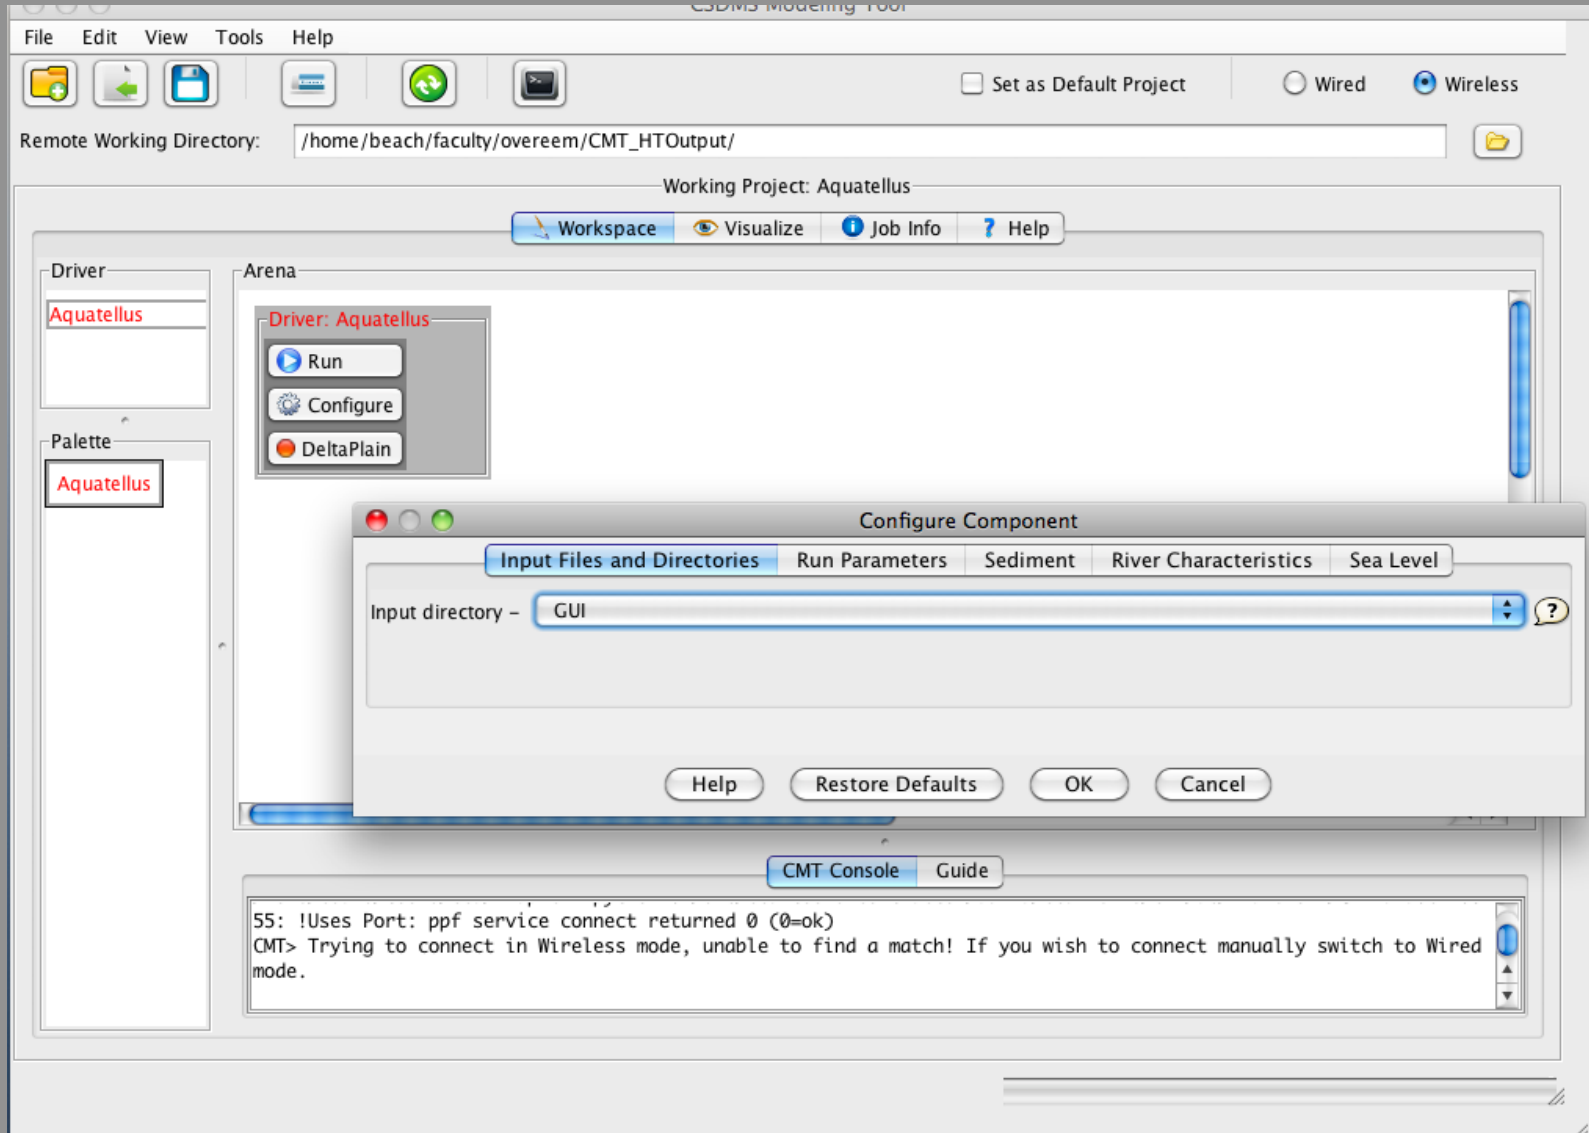 CSDMS Modeling Tool
File Edit View Tools Help
Set as Default Project Wired Wireless
Remote Working Directory: /home/beach/faculty/overeem/CMT_HTOutput/
Working Project: Aquatellus
Workspace Visualize Job Info ? Help
Driver
Aquatellus
Palette
Aquatellus
Arena
Driver: Aquatellus
Run
Configure
DeltaPlain
Configure Component
Input Files and Directories Run Parameters Sediment River Characteristics Sea Level
Input directory – GUI ?
Help Restore Defaults OK Cancel
CMT Console Guide
55: !Uses Port: ppf service connect returned 0 (0=ok)
CMT> Trying to connect in Wireless mode, unable to find a match! If you wish to connect manually switch to Wired
mode.